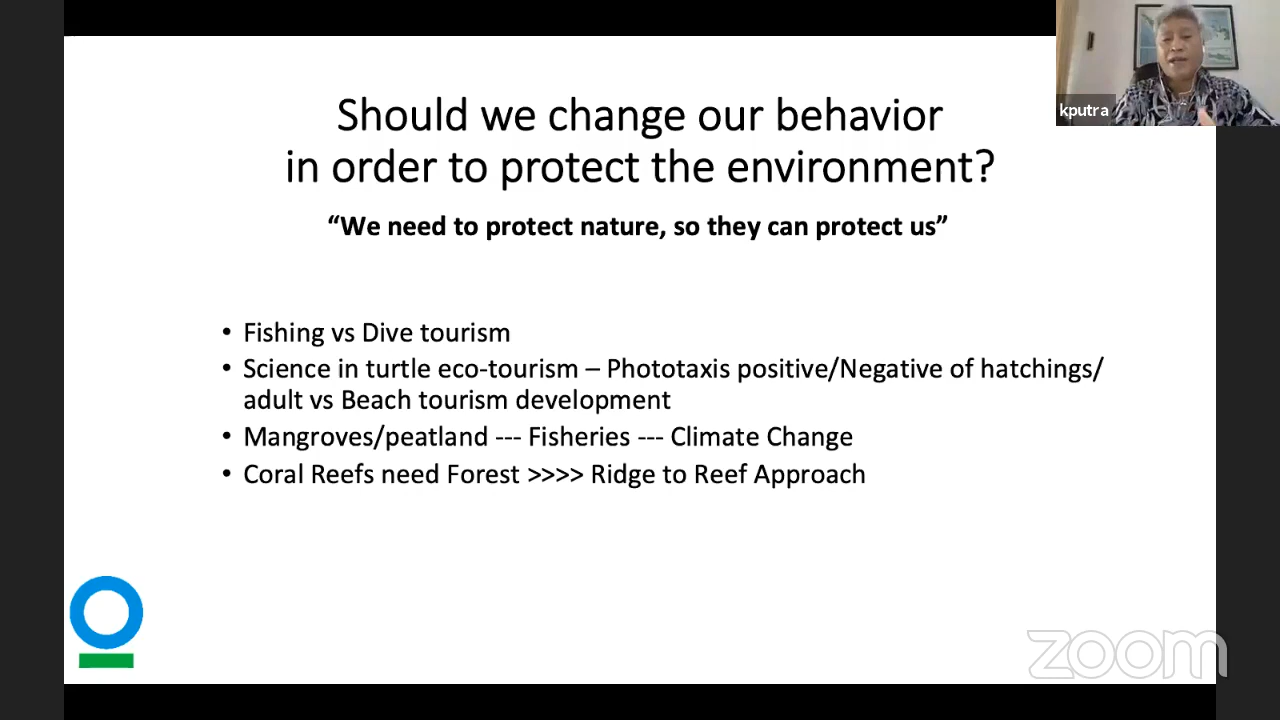 kputra
Should we change our behavior
in order to protect the environment?
“We need to protect nature, so they can protect us”
• Fishing vs Dive tourism
• Science in turtle eco-tourism – Phototaxis positive/Negative of hatchings/
adult vs Beach tourism development
• Mangroves/peatland --- Fisheries --- Climate Change
• Coral Reefs need Forest >>>> Ridge to Reef Approach
zoom